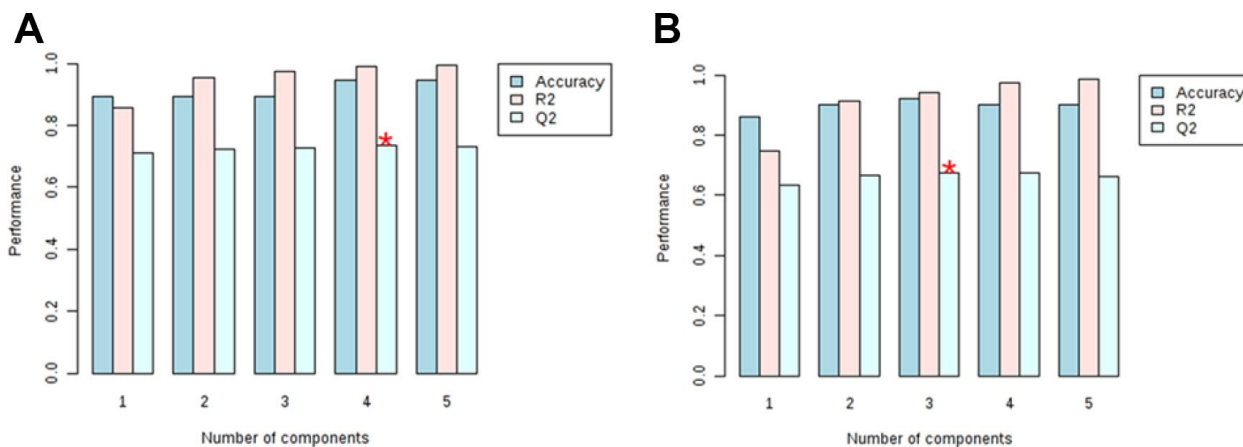 A
Performance
1.0
0.8
0.6
0.4
0.2
0.0
1 2 3 4 5
Number of components
Accuracy
R2
Q2
B
Performance
1.0
0.8
0.6
0.4
0.2
0.0
1 2 3 4 5
Number of components
Accuracy
R2
Q2